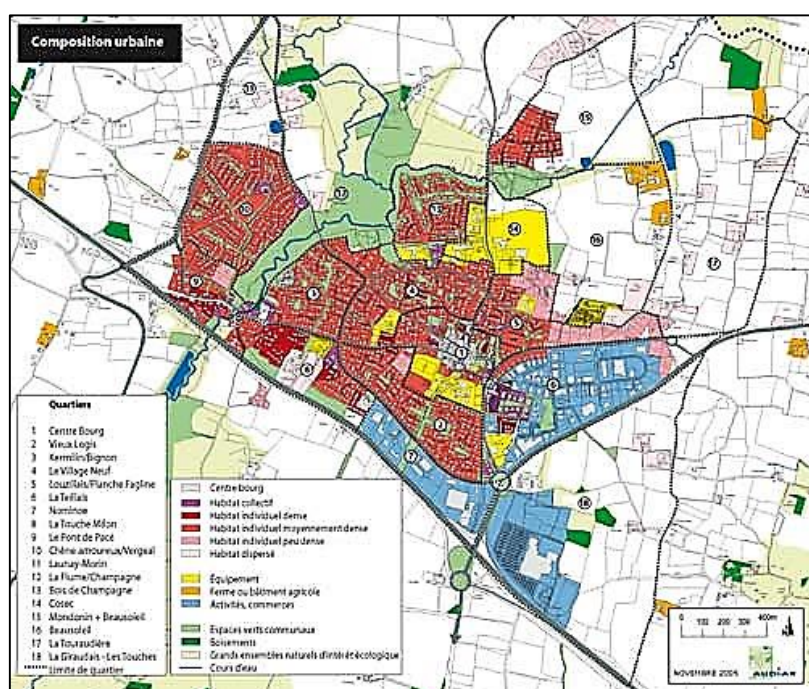 Composition urbaine
Quartiers
1 Centre Bourg
2 Vieux Logis
3 Kermilin/Bignon
4 Le Village Neuf
5 Louzillais/Planche Fagline
6 La Teillais
7 Nominoe
8 La Touche Milon
9 Le Pont de Pacé
10 Chêne amoureux/Vergeal
11 Launay-Morin
12 La Flume/Champagne
13 Bois de Champagne
14 Cosec
15 Mondonin + Beausoleil
16 Beausoleil
17 La Touraudière
18 La Giraudais - Les Touches
Limite de quartier
Centre bourg
Habitat collectif
Habitat individuel dense
Habitat individuel moyennement dense
Habitat individuel peu dense
Habitat dispersé
Équipement
Ferme ou bâtiment agricole
Activités, commerces
Espaces verts communaux
Boisements
Grands ensembles naturels d'intérêt écologique
Cours d'eau
0 100 200 300 400m
N
NOVEMBRE 2005
AUDIAR